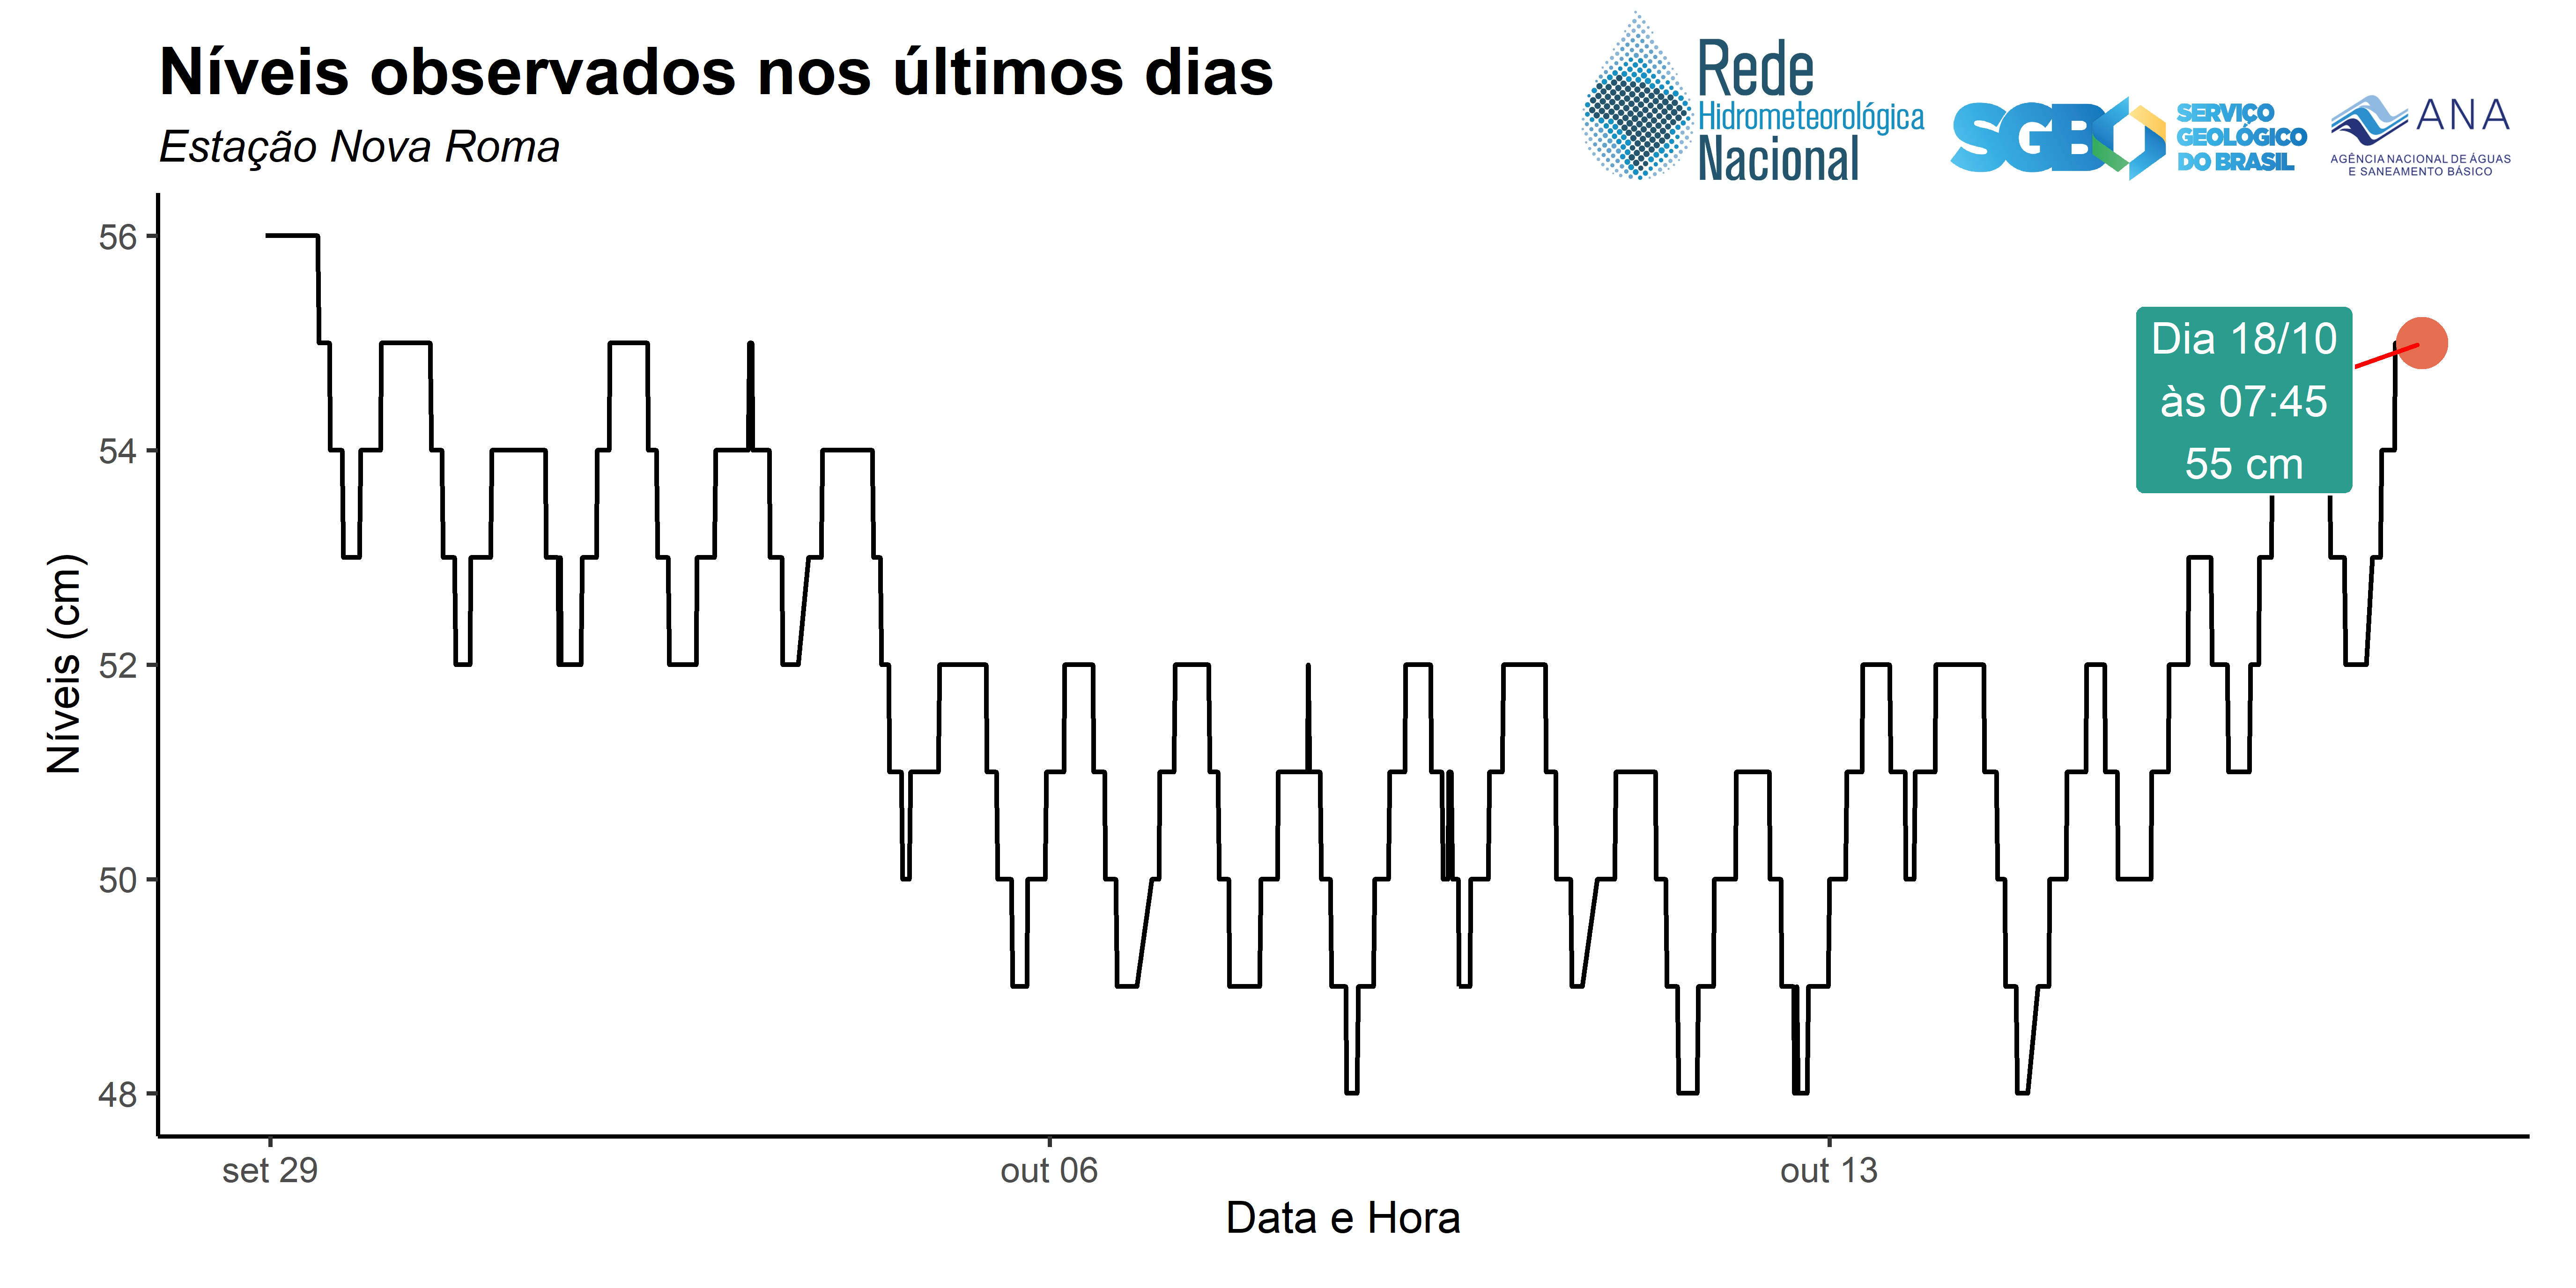 Níveis observados nos últimos dias
Estação Nova Roma
Rede
Hidrometeorológica
Nacional
SGB
SERVIÇO
GEOLÓGICO
DO BRASIL
ANA
AGÊNCIA NACIONAL DE ÁGUAS
E SANEAMENTO BÁSICO
56
54
52
50
48
Níveis (cm)
Dia 18/10
às 07:45
55 cm
set 29
out 06
out 13
Data e Hora